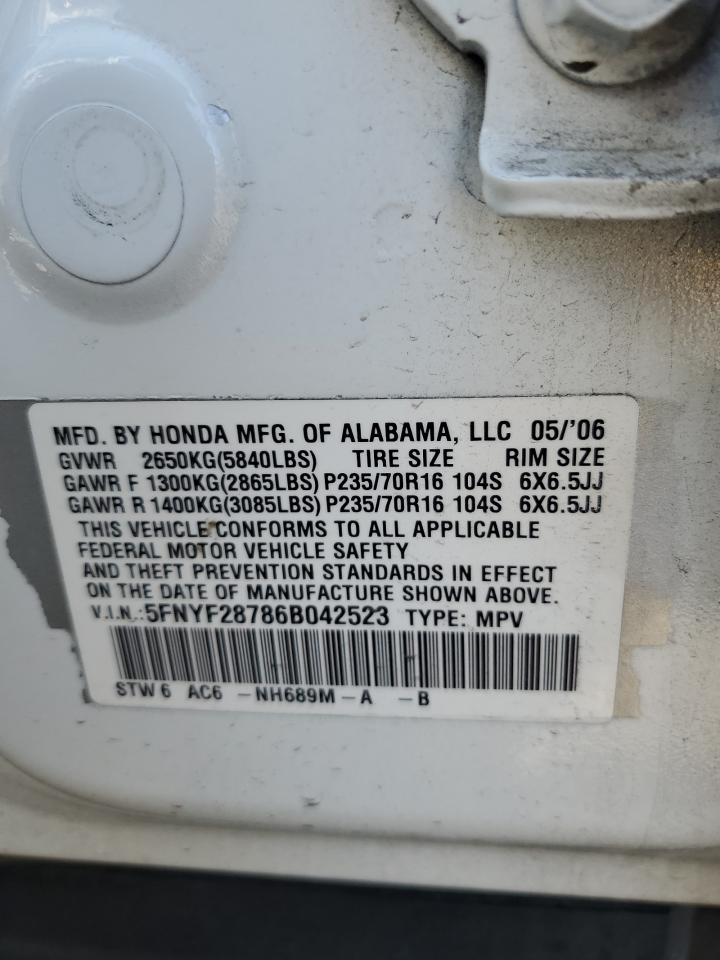 MFD. BY HONDA MFG. OF ALABAMA, LLC 05/'06
GVWR 2650KG(5840LBS) TIRE SIZE RIM SIZE
GAWR F 1300KG(2865LBS) P235/70R16 104S 6X6.5JJ
GAWR R 1400KG(3085LBS) P235/70R16 104S 6X6.5JJ
THIS VEHICLE CONFORMS TO ALL APPLICABLE
FEDERAL MOTOR VEHICLE SAFETY
AND THEFT PREVENTION STANDARDS IN EFFECT
ON THE DATE OF MANUFACTURE SHOWN ABOVE.
V.I.N.:5FNYF28786B042523 TYPE: MPV
STW6 AC6 -NH689M-A -B